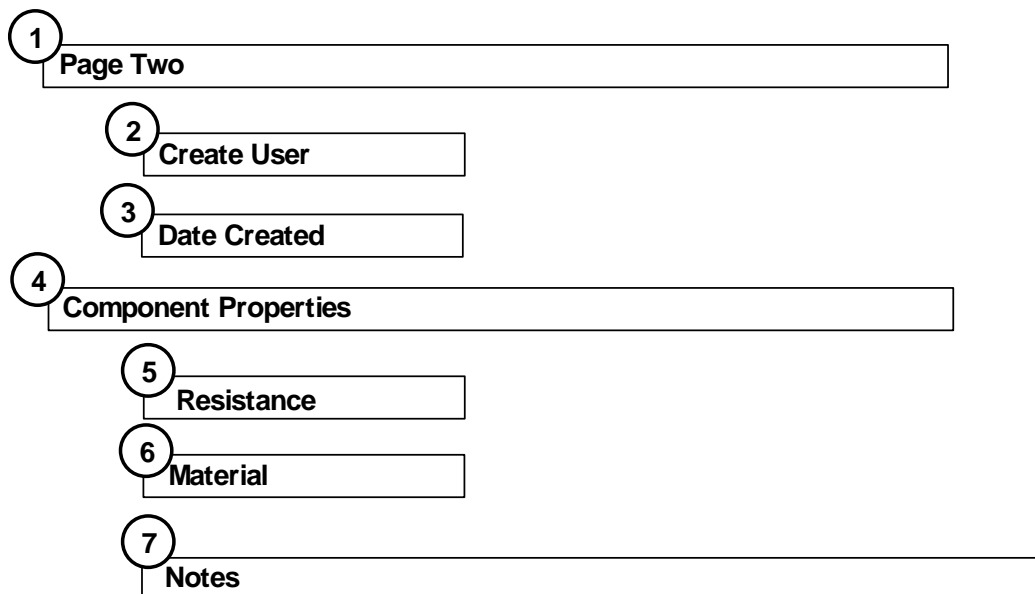 1
Page Two
2
Create User
3
Date Created
4
Component Properties
5
Resistance
6
Material
7
Notes